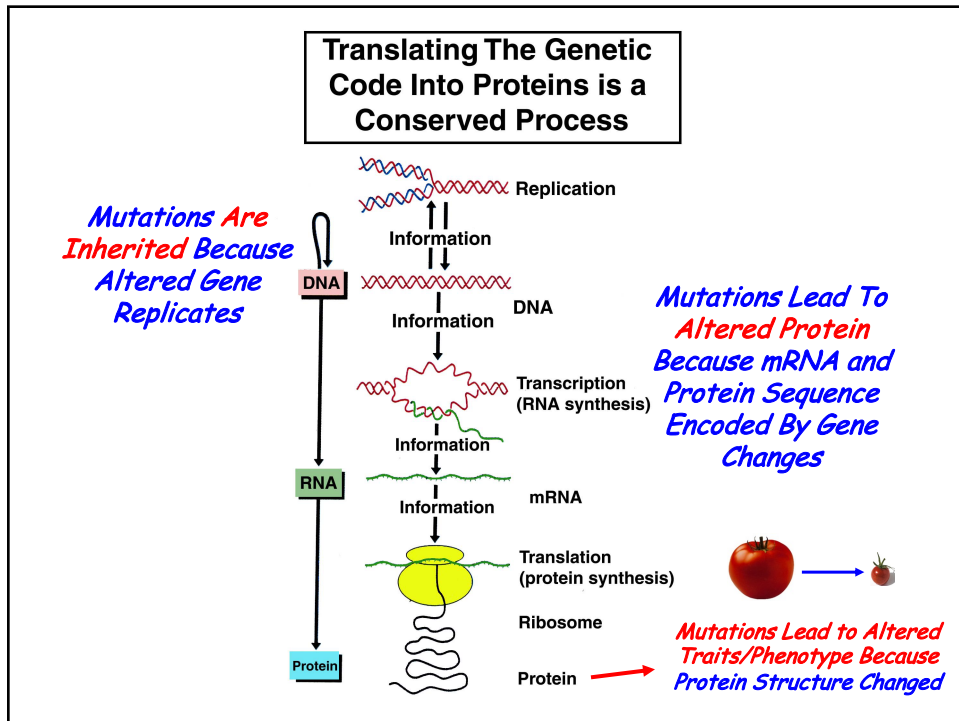 Translating The Genetic
Code Into Proteins is a
Conserved Process
Replication
Mutations Are
Inherited Because
Altered Gene
Replicates
Information
DNA
DNA
Information
Mutations Lead To
Altered Protein
Because mRNA and
Protein Sequence
Encoded By Gene
Changes
Transcription
(RNA synthesis)
Information
RNA
mRNA
Information
Translation
(protein synthesis)
Ribosome
Protein
Protein
Mutations Lead to Altered
Traits/Phenotype Because
Protein Structure Changed